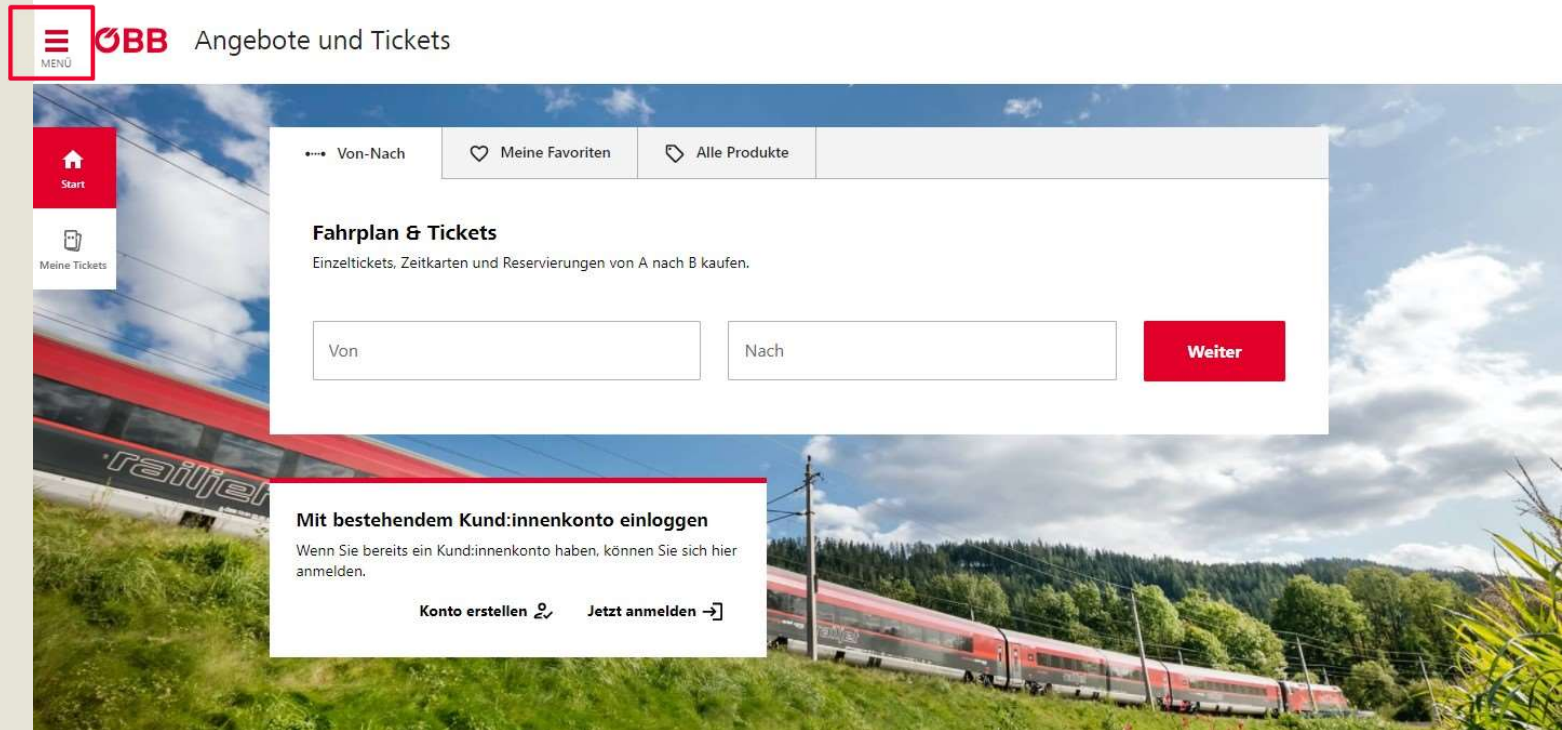 MENÜ
ÖBB Angebote und Tickets
Start
Meine Tickets
Von-Nach
Meine Favoriten
Alle Produkte
Fahrplan & Tickets
Einzeltickets, Zeitkarten und Reservierungen von A nach B kaufen.
Von
Nach
Weiter
railjet
Mit bestehendem Kund:innenkonto einloggen
Wenn Sie bereits ein Kund:innenkonto haben, können Sie sich hier
anmelden.
Konto erstellen
Jetzt anmelden
railjet